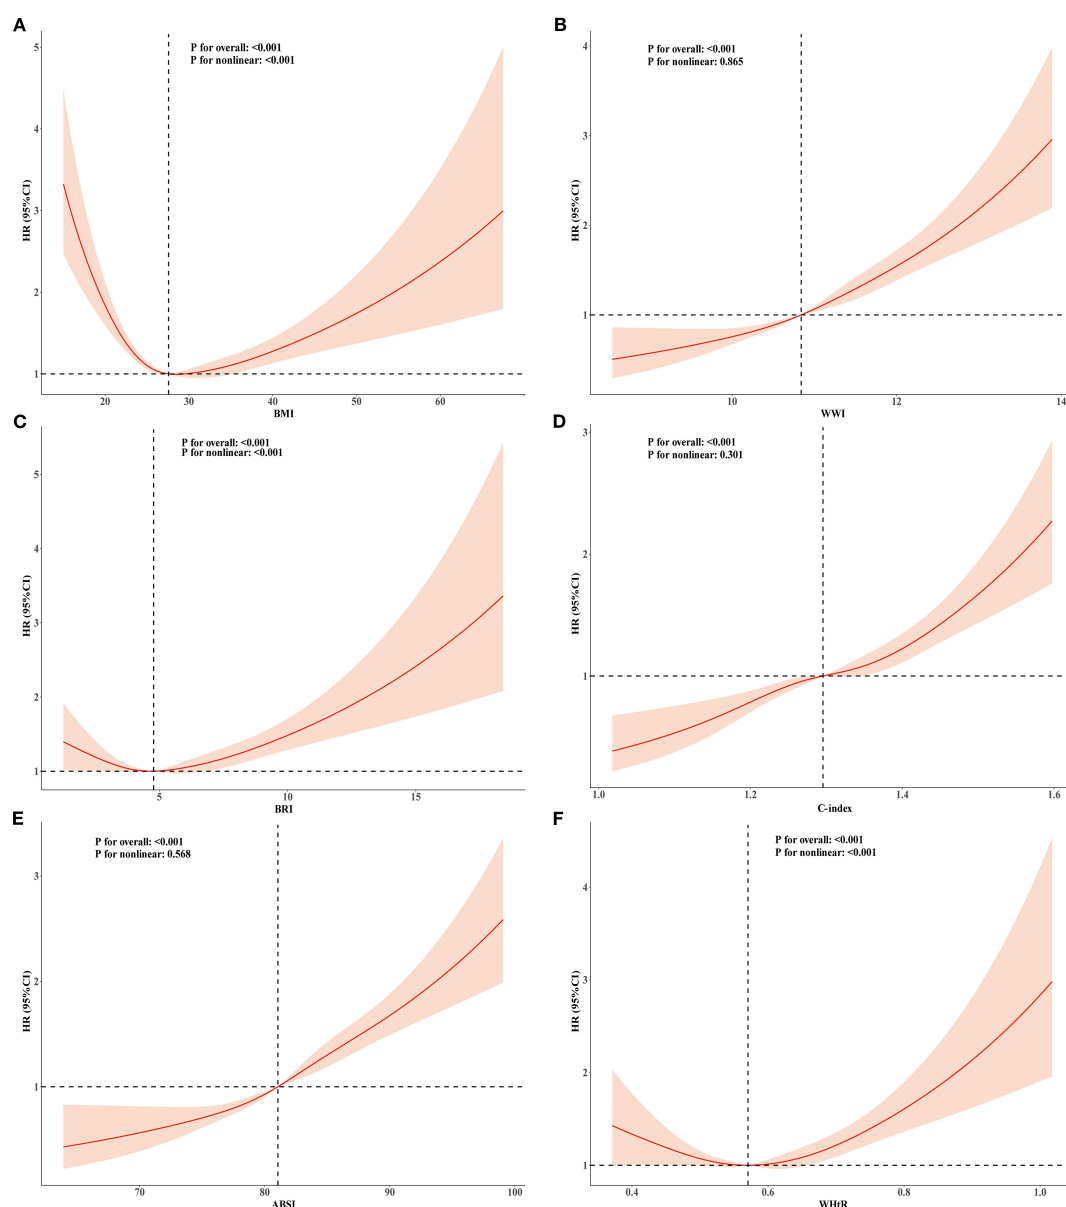 A
P for overall: <0.001
P for nonlinear: <0.001
HR (95%CI)
5
4
3
2
1
20
30
40
50
60
BMI
B
P for overall: <0.001
P for nonlinear: 0.865
HR (95%CI)
4
3
2
1
10
12
14
WWI
C
P for overall: <0.001
P for nonlinear: <0.001
HR (95%CI)
5
4
3
2
1
5
10
15
BRI
D
P for overall: <0.001
P for nonlinear: 0.301
HR (95%CI)
3
2
1
1.0
1.2
1.4
1.6
C-index
E
P for overall: <0.001
P for nonlinear: 0.568
HR (95%CI)
3
2
1
70
80
90
100
ABSI
F
P for overall: <0.001
P for nonlinear: <0.001
HR (95%CI)
4
3
2
1
0.4
0.6
0.8
1.0
WHtR